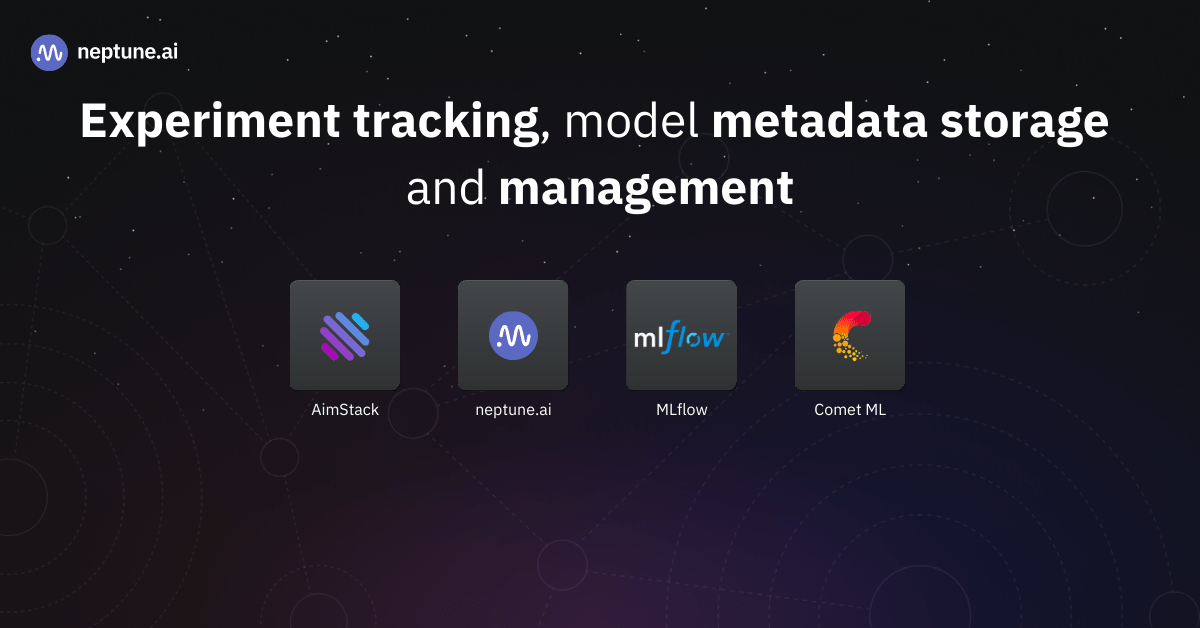 neptune.ai
Experiment tracking, model metadata storage
and management
mlflow
AimStack
neptune.ai
MLflow
Comet ML